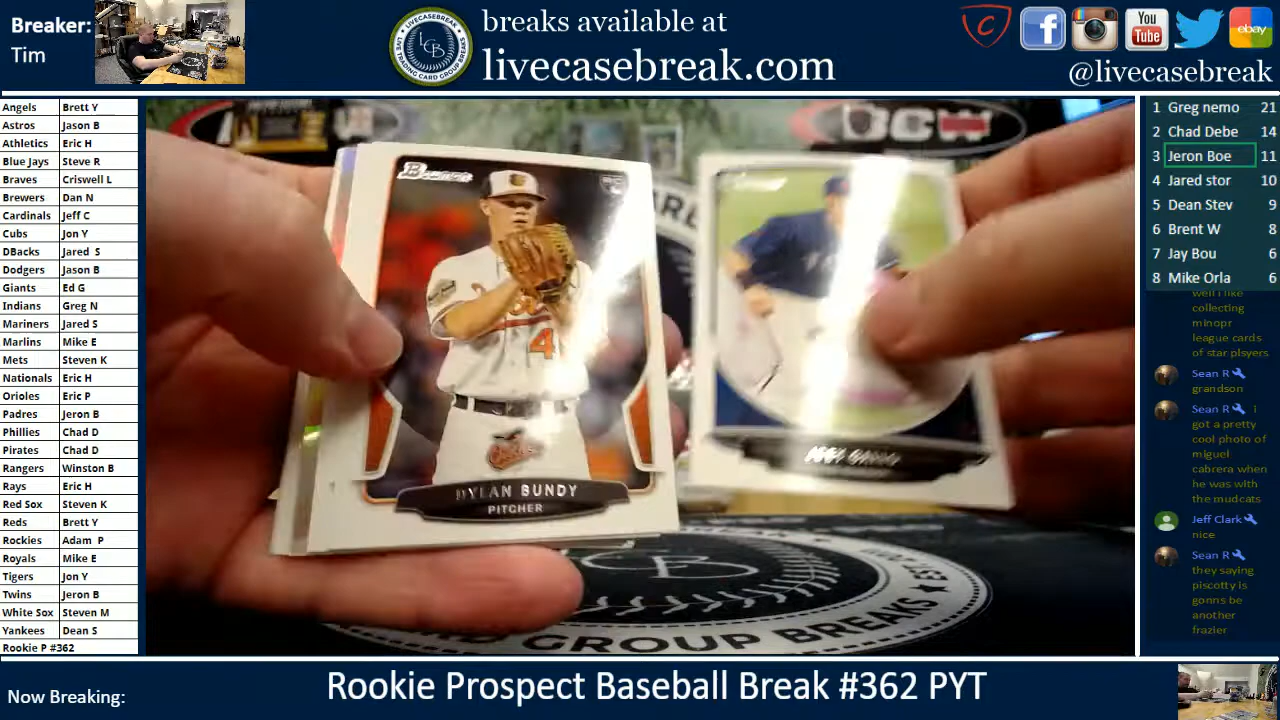 Breaker:
Tim
breaks available at
livecasebreak.com
LIVECASEBREAK
LCB
You
Tube
ebay
@livecasebreak
Angels Brett Y
Astros Jason B
Athletics Eric H
Blue Jays Steve R
Braves Criswell L
Brewers Dan N
Cardinals Jeff C
Cubs Jon Y
DBacks Jared S
Dodgers Jason B
Giants Ed G
Indians Greg N
Mariners Jared S
Marlins Mike E
Mets Steven K
Nationals Eric H
Orioles Eric P
Padres Jeron B
Phillies Chad D
Pirates Chad D
Rangers Winston B
Rays Eric H
Red Sox Steven K
Reds Brett Y
Rockies Adam P
Royals Mike E
Tigers Jon Y
Twins Jeron B
White Sox Steven M
Yankees Dean S
Rookie P #362
Bowman
4
DYLAN BUNDY
PITCHER
GROUP BREAKS
1 Greg nemo 21
2 Chad Debe 14
3 Jeron Boe 11
4 Jared stor 10
5 Dean Stev 9
6 Brent W 8
7 Jay Bou 6
8 Mike Orla 6
well i like
collecting
minopr
league cards
of star plsyers
Sean R
grandson
Sean R i
got a pretty
cool photo of
miguel
cabrera when
he was with
the mudcats
Jeff Clark
nice
Sean R
they saying
piscotty is
gonns be
another
frazier
Now Breaking:
Rookie Prospect Baseball Break #362 PYT